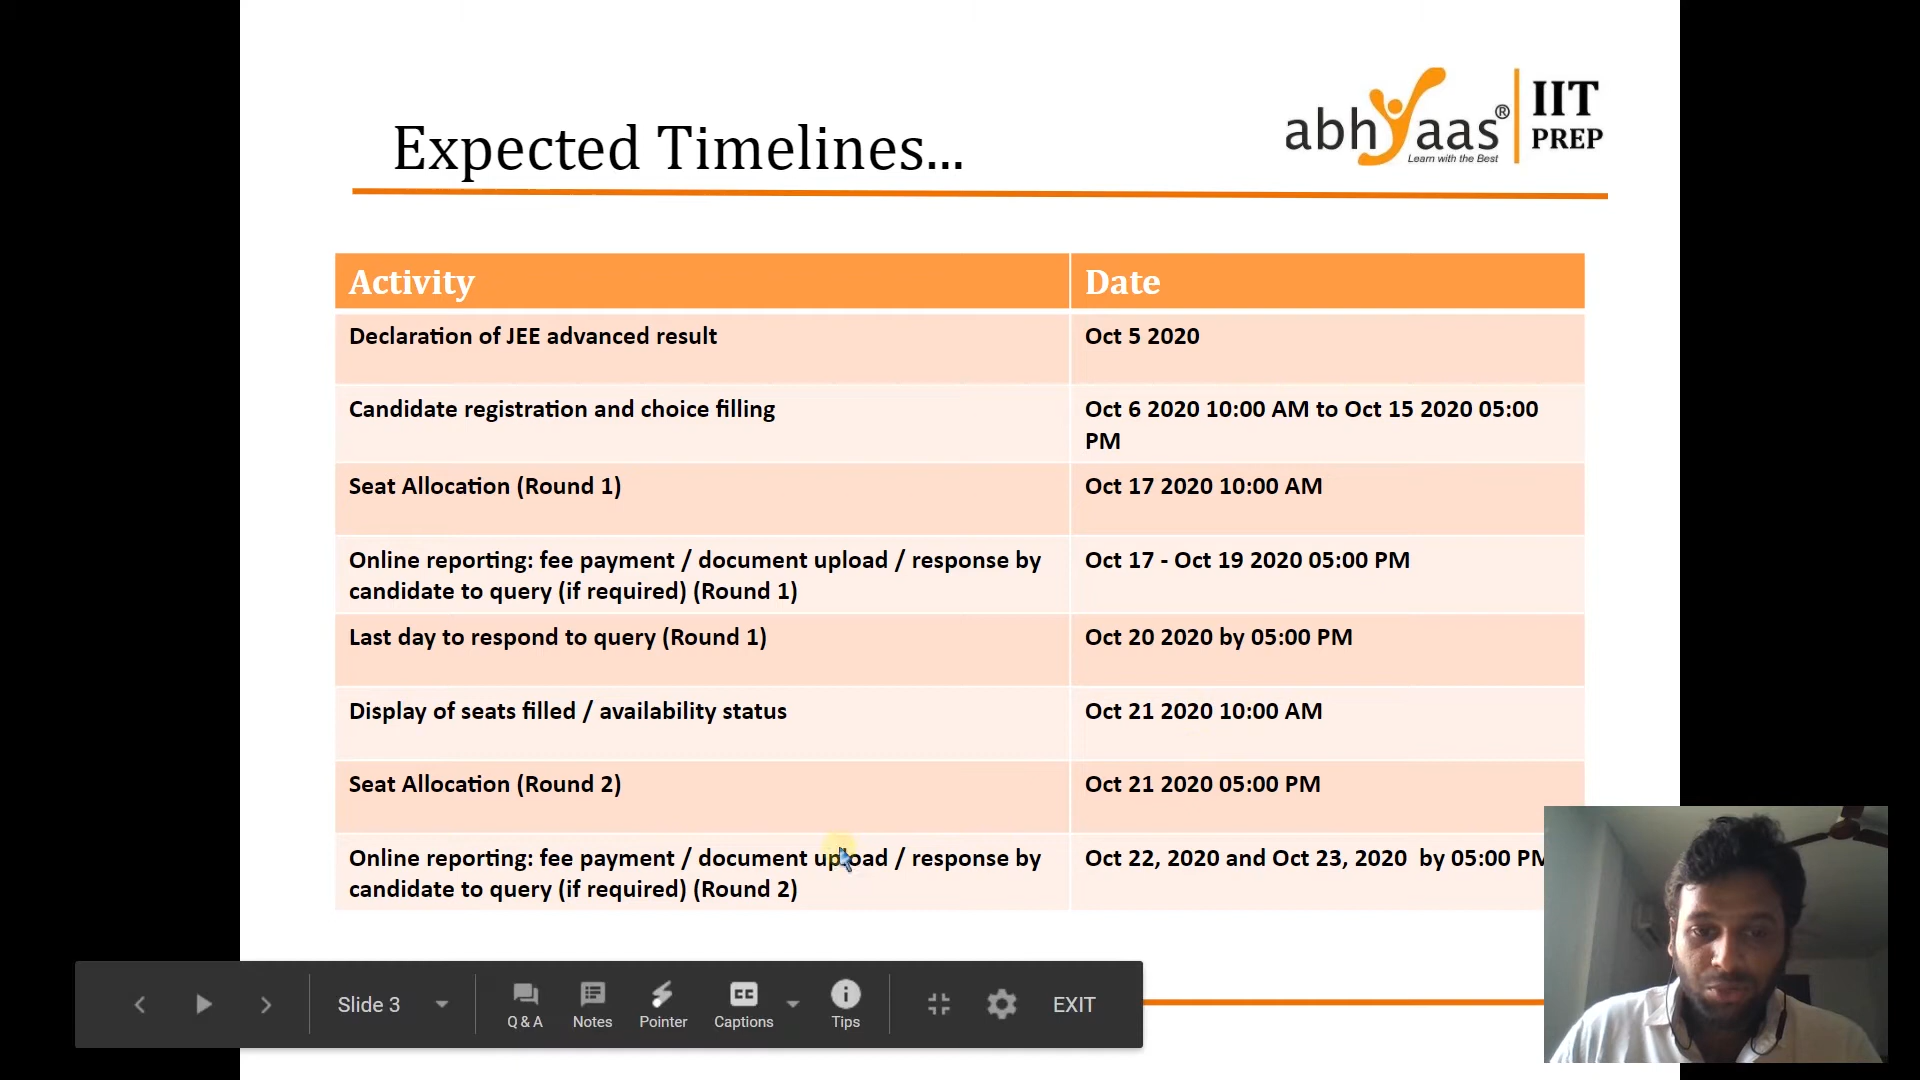 abhyaas® IIT
Learn with the Best PREP
Expected Timelines...
Activity Date
Declaration of JEE advanced result Oct 5 2020
Candidate registration and choice filling Oct 6 2020 10:00 AM to Oct 15 2020 05:00
PM
Seat Allocation (Round 1) Oct 17 2020 10:00 AM
Online reporting: fee payment / document upload / response by Oct 17 - Oct 19 2020 05:00 PM
candidate to query (if required) (Round 1)
Last day to respond to query (Round 1) Oct 20 2020 by 05:00 PM
Display of seats filled / availability status Oct 21 2020 10:00 AM
Seat Allocation (Round 2) Oct 21 2020 05:00 PM
Online reporting: fee payment / document upload / response by Oct 22, 2020 and Oct 23, 2020 by 05:00 PM
candidate to query (if required) (Round 2)
Slide 3 Q & A Notes Pointer CC Captions Tips EXIT